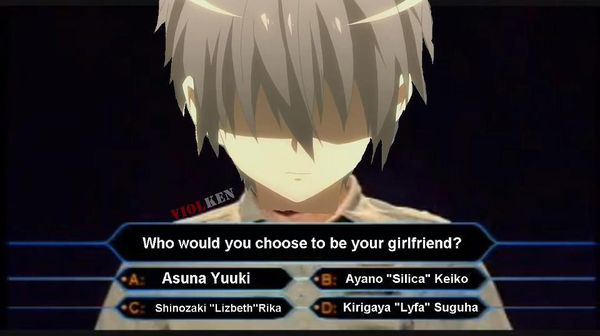 VIOLKEN
Who would you choose to be your girlfriend?
A: Asuna Yuuki
B: Ayano "Silica" Keiko
C: Shinozaki "Lizbeth"Rika
D: Kirigaya "Lyfa" Suguha